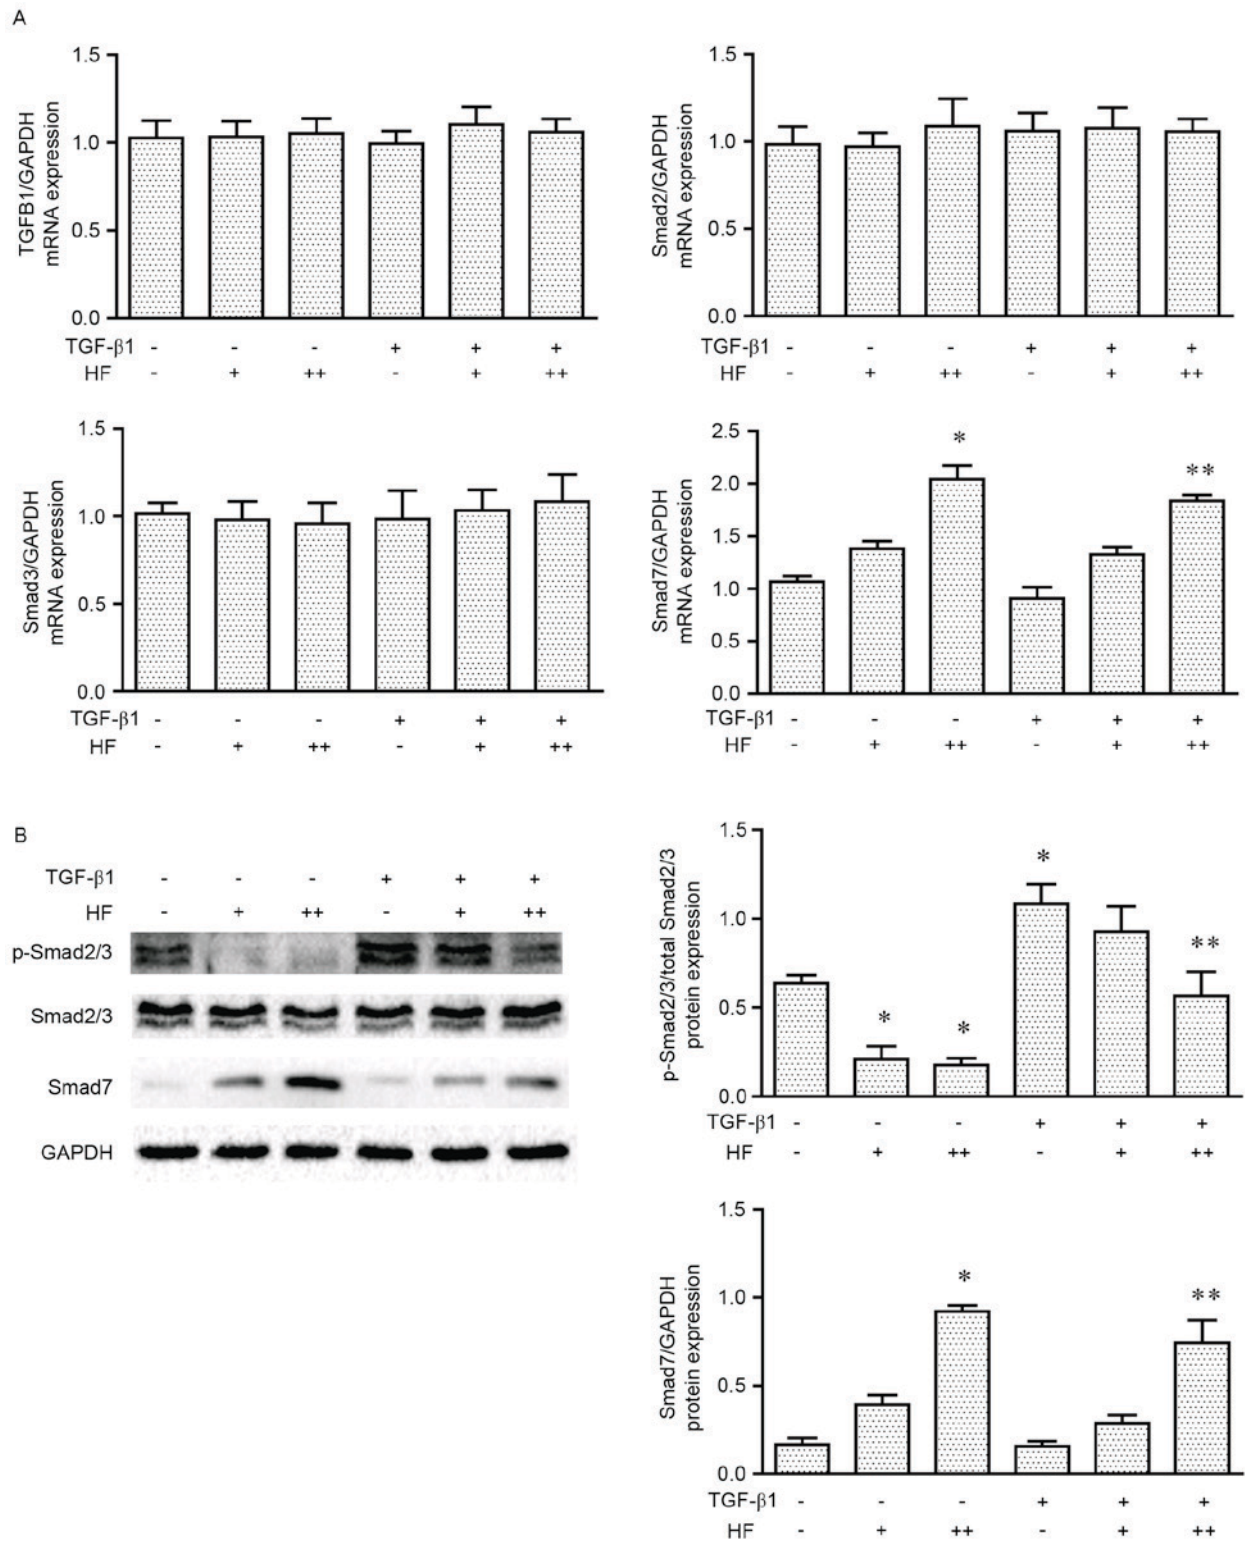 A
TGFB1/GAPDH
mRNA expression
1.5
1.0
0.5
0.0
TGF-β1 - - - + + +
HF - + ++ - + ++
Smad2/GAPDH
mRNA expression
1.5
1.0
0.5
0.0
TGF-β1 - - - + + +
HF - + ++ - + ++
Smad3/GAPDH
mRNA expression
1.5
1.0
0.5
0.0
TGF-β1 - - - + + +
HF - + ++ - + ++
Smad7/GAPDH
mRNA expression
2.5
2.0
1.5
1.0
0.5
0.0
* **
TGF-β1 - - - + + +
HF - + ++ - + ++
B
TGF-β1 - - - + + +
HF - + ++ - + ++
p-Smad2/3
Smad2/3
Smad7
GAPDH
p-Smad2/3/total Smad2/3
protein expression
1.5
1.0
0.5
0.0
* * * **
TGF-β1 - - - + + +
HF - + ++ - + ++
Smad7/GAPDH
protein expression
1.5
1.0
0.5
0.0
* **
TGF-β1 - - - + + +
HF - + ++ - + ++